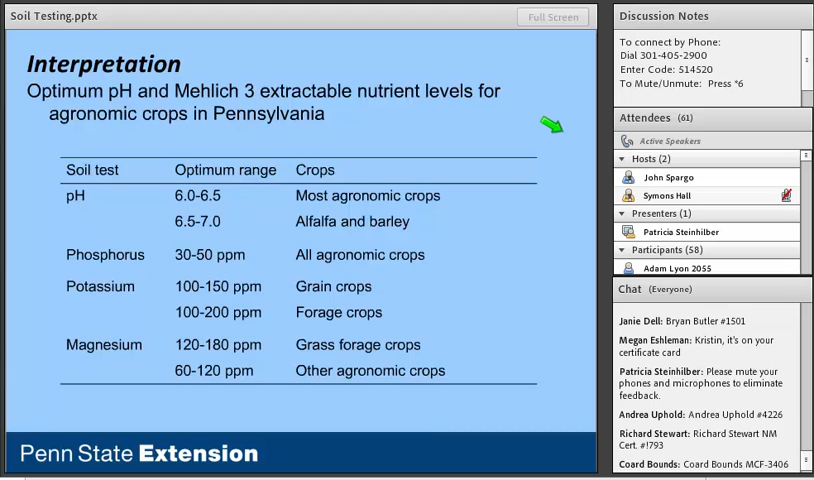 Soil Testing.pptx
Full Screen
Interpretation
Optimum pH and Mehlich 3 extractable nutrient levels for
agronomic crops in Pennsylvania
Soil test Optimum range Crops
pH 6.0-6.5 Most agronomic crops
6.5-7.0 Alfalfa and barley
Phosphorus 30-50 ppm All agronomic crops
Potassium 100-150 ppm Grain crops
100-200 ppm Forage crops
Magnesium 120-180 ppm Grass forage crops
60-120 ppm Other agronomic crops
Penn State Extension
Discussion Notes
To connect by Phone:
Dial 301-405-2900
Enter Code: 514520
To Mute/Unmute: Press *6
Attendees (61)
Active Speakers
Hosts (2)
John Spargo
Symons Hall
Presenters (1)
Patricia Steinhilber
Participants (58)
Adam Lyon 2055
Chat (Everyone)
Janie Dell: Bryan Butler #1501
Megan Eshleman: Kristin, it's on your
certificate card
Patricia Steinhilber: Please mute your
phones and microphones to eliminate
feedback.
Andrea Uphold: Andrea Uphold #4226
Richard Stewart: Richard Stewart NM
Cert. #!793
Coard Bounds: Coard Bounds MCF-3406